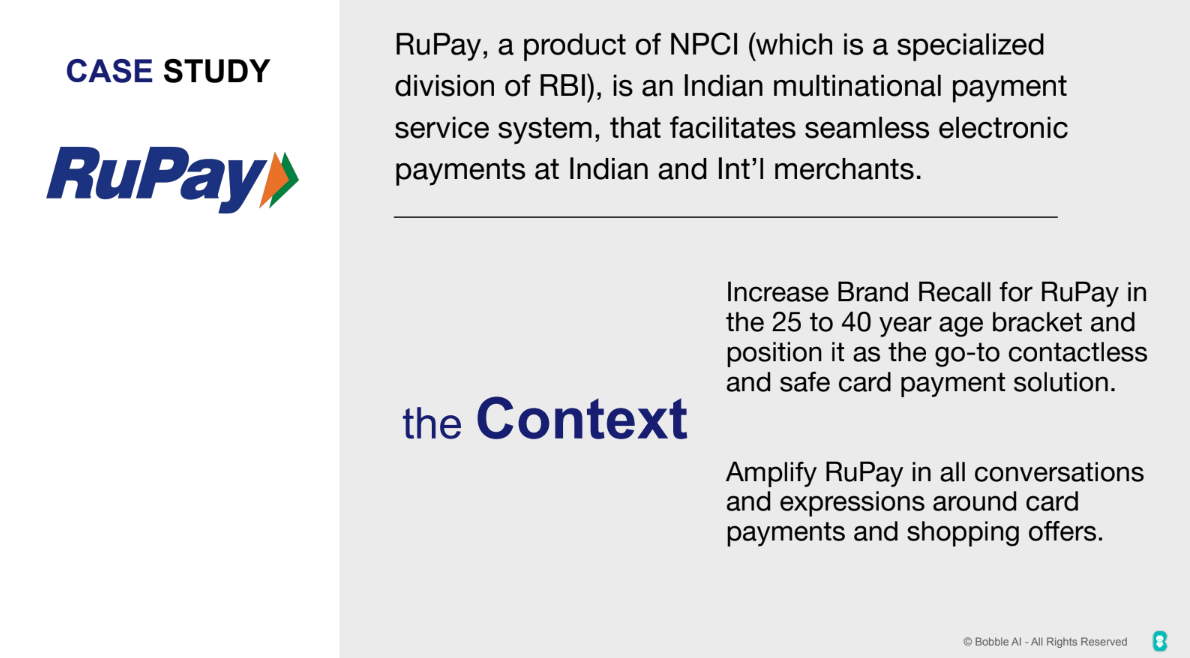 CASE STUDY
RuPay
RuPay, a product of NPCI (which is a specialized
division of RBI), is an Indian multinational payment
service system, that facilitates seamless electronic
payments at Indian and Int’l merchants.
the Context
Increase Brand Recall for RuPay in
the 25 to 40 year age bracket and
position it as the go-to contactless
and safe card payment solution.
Amplify RuPay in all conversations
and expressions around card
payments and shopping offers.
© Bobble AI - All Rights Reserved